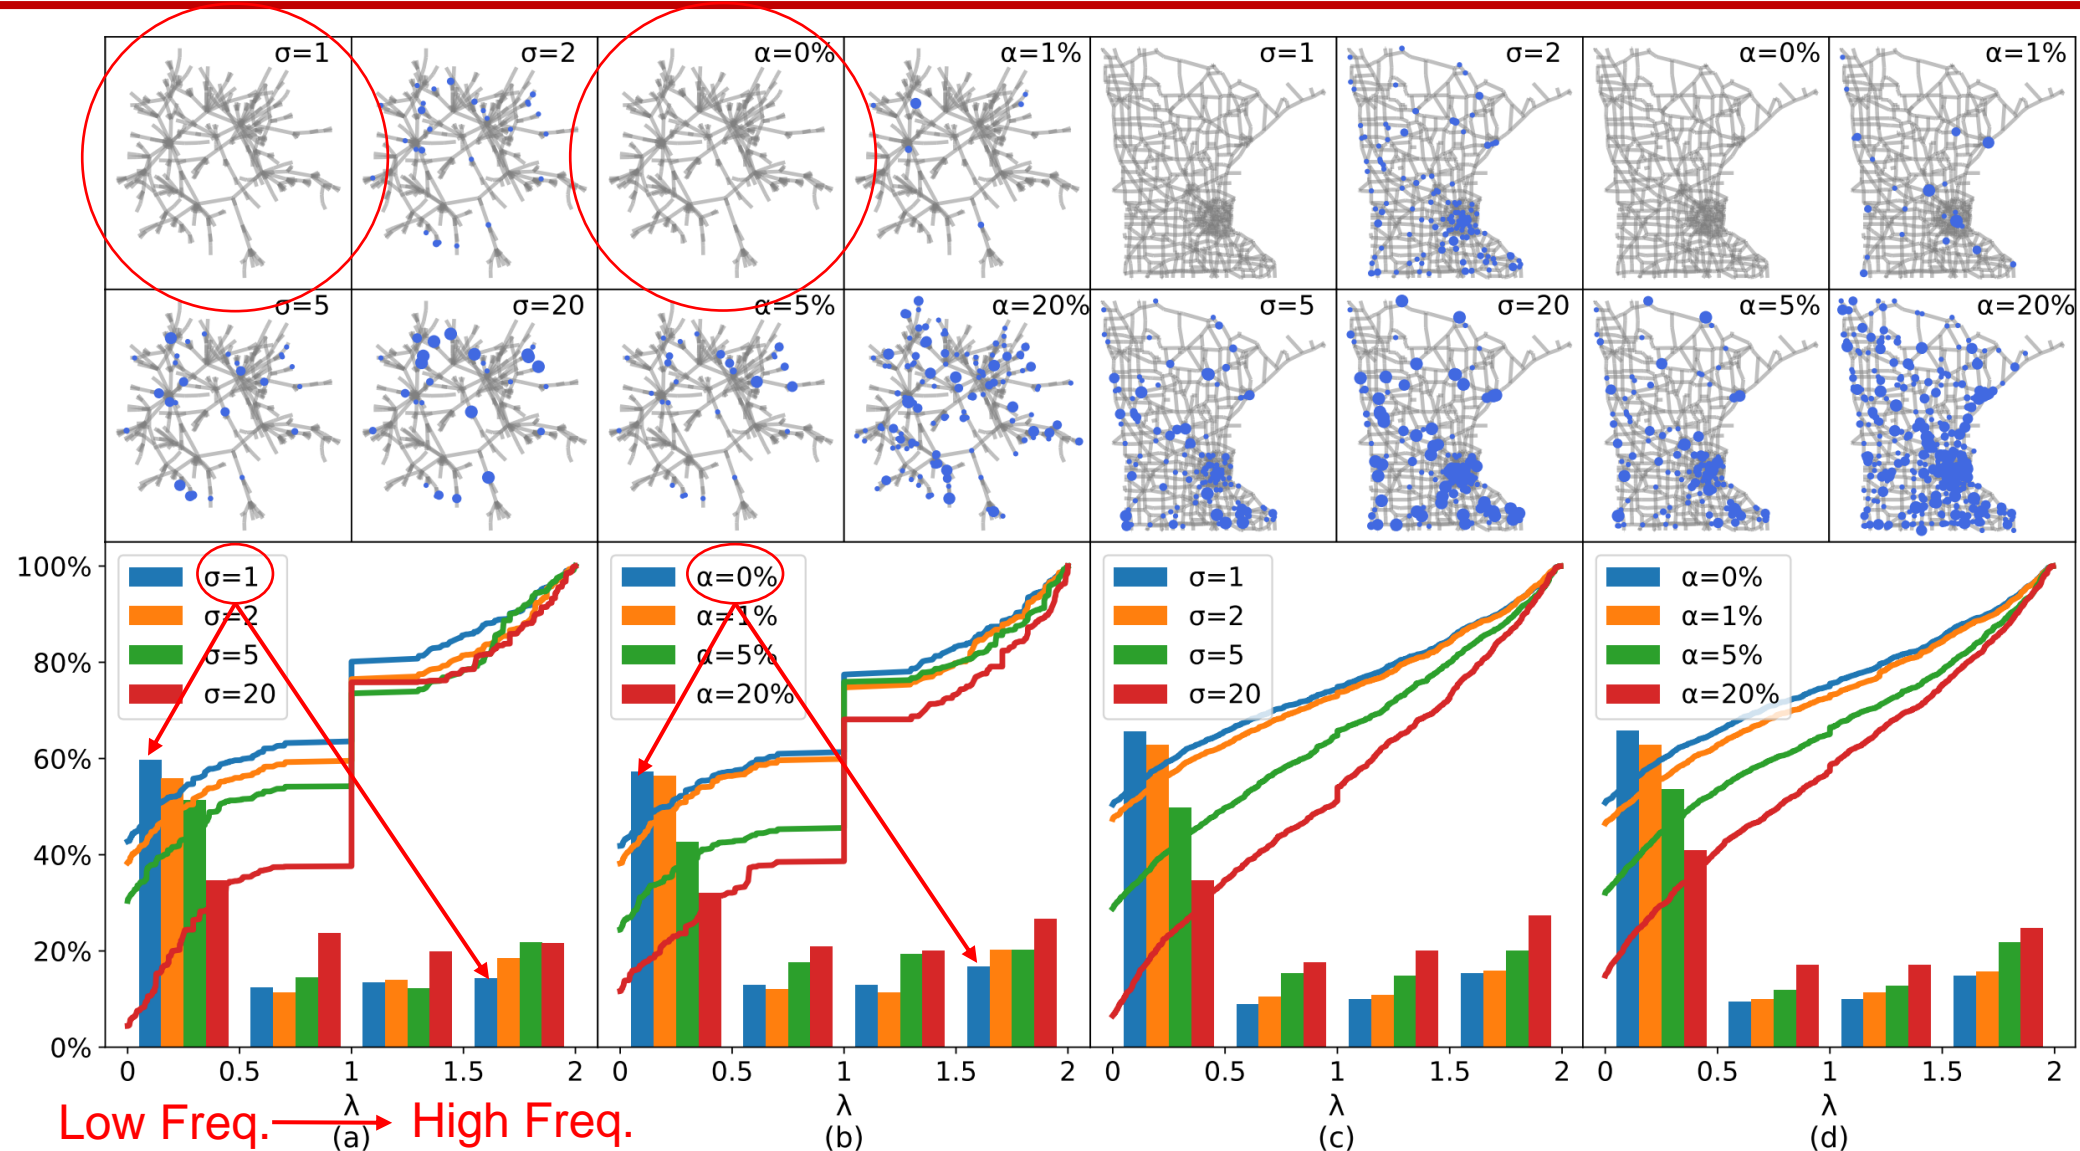 σ=1 σ=2 α=0% α=1% σ=1 σ=2 α=0% α=1%
σ=5 σ=20 α=5% α=20% σ=5 σ=20 α=5% α=20%
100%
80%
60%
40%
20%
0%
σ=1
σ=2
σ=5
σ=20
α=0%
α=1%
α=5%
α=20%
σ=1
σ=2
σ=5
σ=20
α=0%
α=1%
α=5%
α=20%
0 0.5 1 1.5 2 0 0.5 1 1.5 2 0 0.5 1 1.5 2 0 0.5 1 1.5 2
λ λ λ λ
Low Freq. High Freq.
(a) (b) (c) (d)